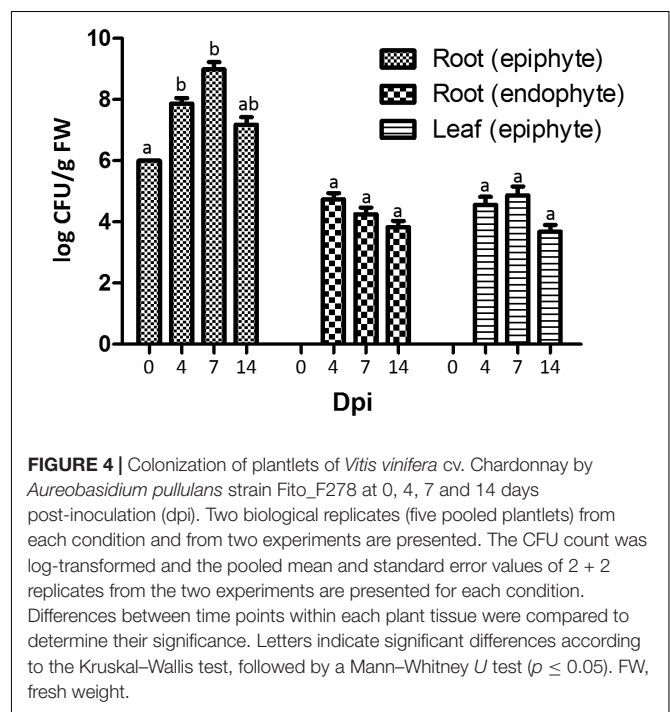 10
8
6
4
2
0
log CFU/g FW
a
b
b
ab
a
a
a
a
a
a
Root (epiphyte)
Root (endophyte)
Leaf (epiphyte)
0 4 7 14 0 4 7 14 0 4 7 14
Dpi
FIGURE 4 | Colonization of plantlets of Vitis vinifera cv. Chardonnay by
Aureobasidium pullulans strain Fito_F278 at 0, 4, 7 and 14 days
post-inoculation (dpi). Two biological replicates (five pooled plantlets) from
each condition and from two experiments are presented. The CFU count was
log-transformed and the pooled mean and standard error values of 2 + 2
replicates from the two experiments are presented for each condition.
Differences between time points within each plant tissue were compared to
determine their significance. Letters indicate significant differences according
to the Kruskal–Wallis test, followed by a Mann–Whitney U test (p ≤ 0.05). FW,
fresh weight.